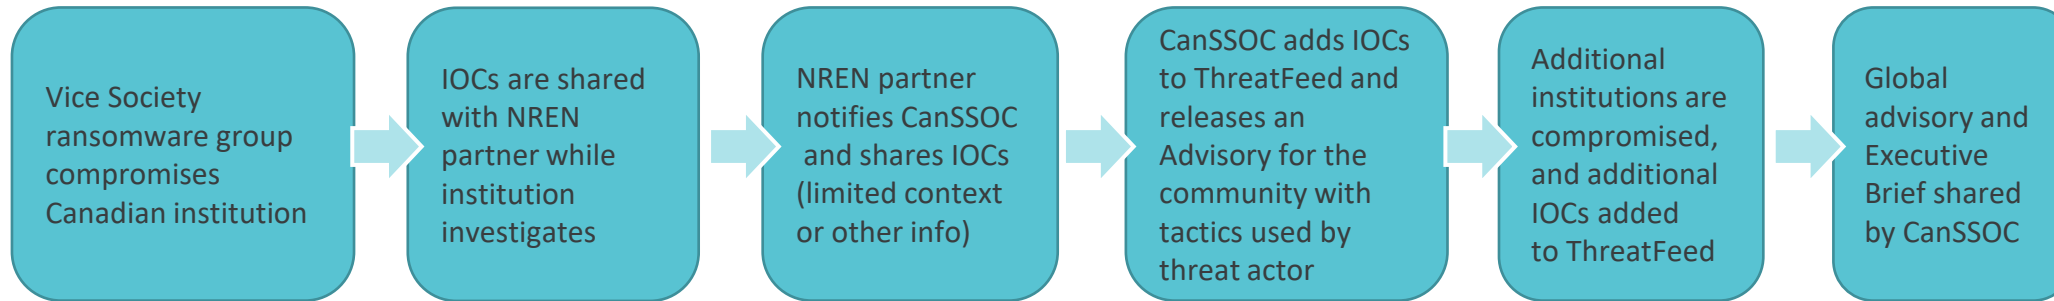 Vice Society
ransomware group
compromises
Canadian institution
IOCs are shared
with NREN
partner while
institution
investigates
NREN partner
notifies CanSSOC
and shares IOCs
(limited context
or other info)
CanSSOC adds IOCs
to ThreatFeed and
releases an
Advisory for the
community with
tactics used by
threat actor
Additional
institutions are
compromised,
and additional
IOCs added
to ThreatFeed
Global
advisory and
Executive
Brief shared
by CanSSOC